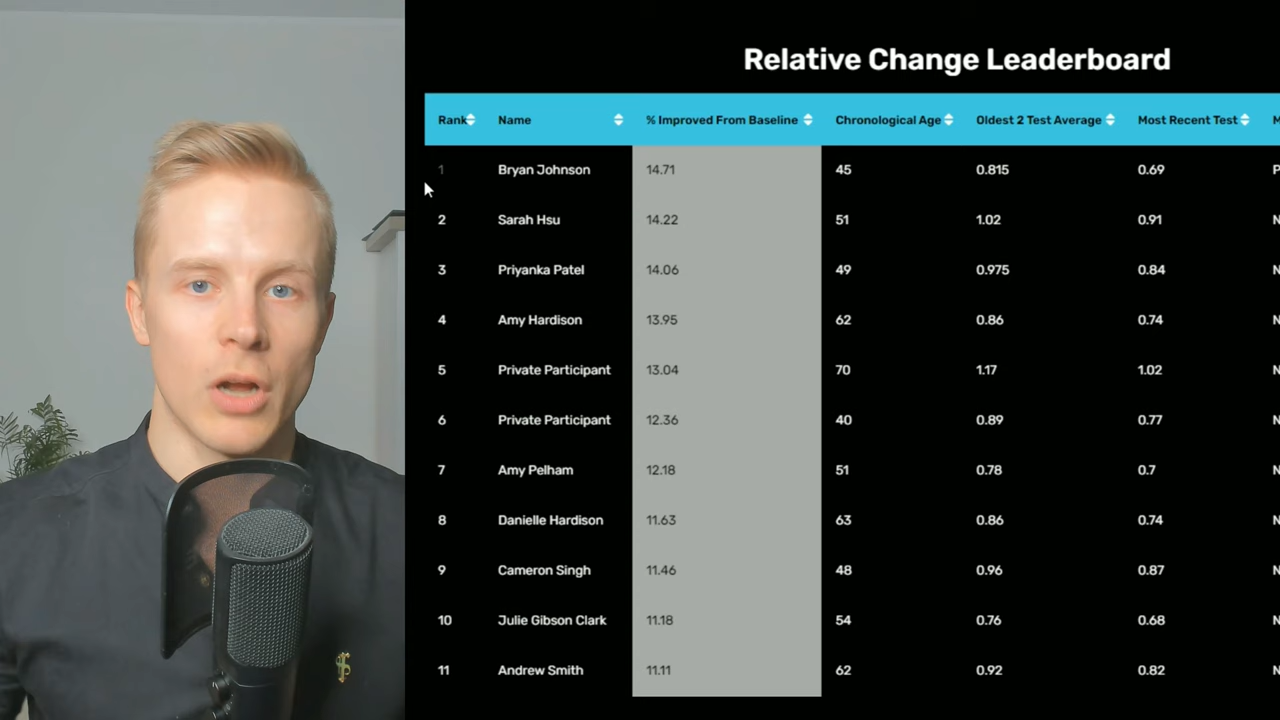 Relative Change Leaderboard
Rank Name % Improved From Baseline Chronological Age Oldest 2 Test Average Most Recent Test M
1 Bryan Johnson 14.71 45 0.815 0.69 P
2 Sarah Hsu 14.22 51 1.02 0.91 N
3 Priyanka Patel 14.06 49 0.975 0.84 N
4 Amy Hardison 13.95 62 0.86 0.74 N
5 Private Participant 13.04 70 1.17 1.02 N
6 Private Participant 12.36 40 0.89 0.77 N
7 Amy Pelham 12.18 51 0.78 0.7 N
8 Danielle Hardison 11.63 63 0.86 0.74 N
9 Cameron Singh 11.46 48 0.96 0.87 N
10 Julie Gibson Clark 11.18 54 0.76 0.68 N
11 Andrew Smith 11.11 62 0.92 0.82 N